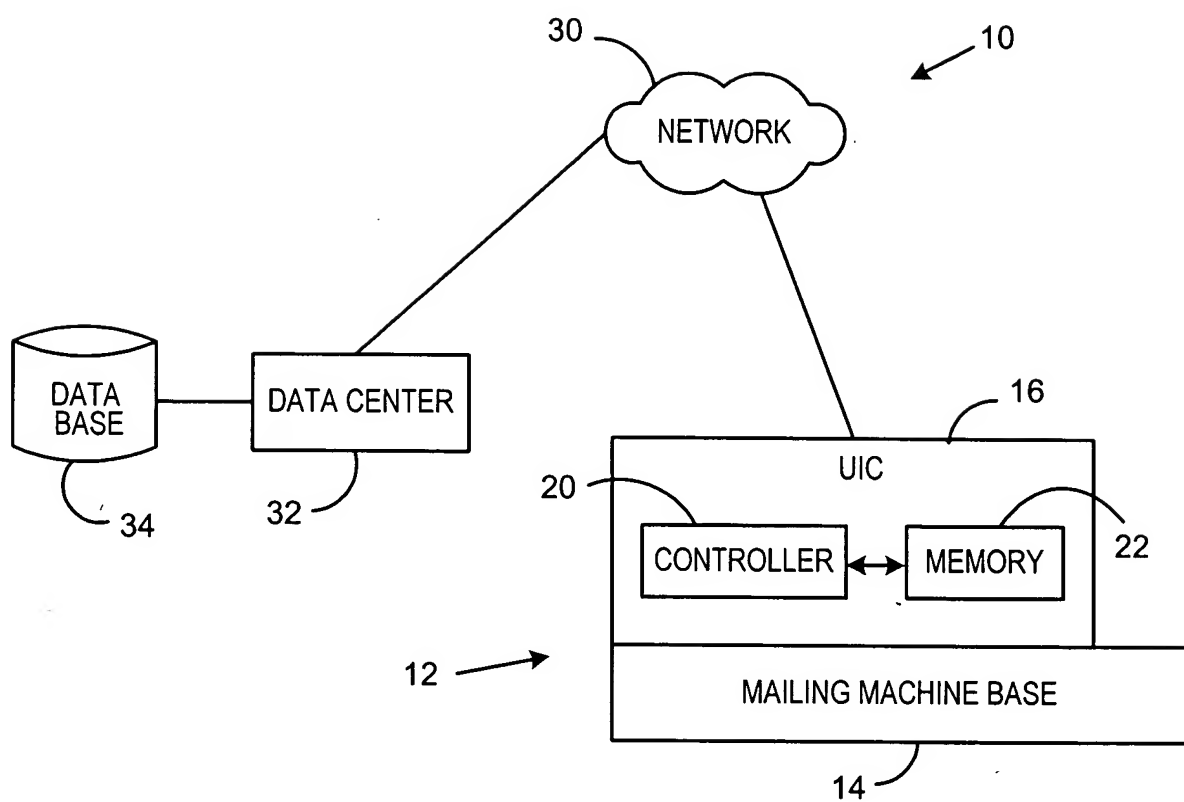 30
10
NETWORK
16
DATA
BASE
DATA CENTER
UIC
20
34
32
22
CONTROLLER
MEMORY
12
MAILING MACHINE BASE
14